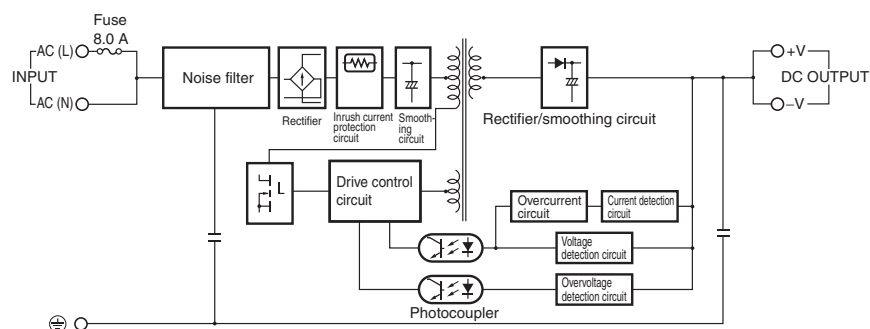 Fuse
8.0 A
AC (L)
INPUT
AC (N)
Noise filter
Rectifier
Inrush current
protection
circuit
Smooth-
ing
circuit
Rectifier/smoothing circuit
+V
DC OUTPUT
–V
Drive control
circuit
Overcurrent
circuit
Current detection
circuit
Voltage
detection circuit
Overvoltage
detection circuit
Photocoupler